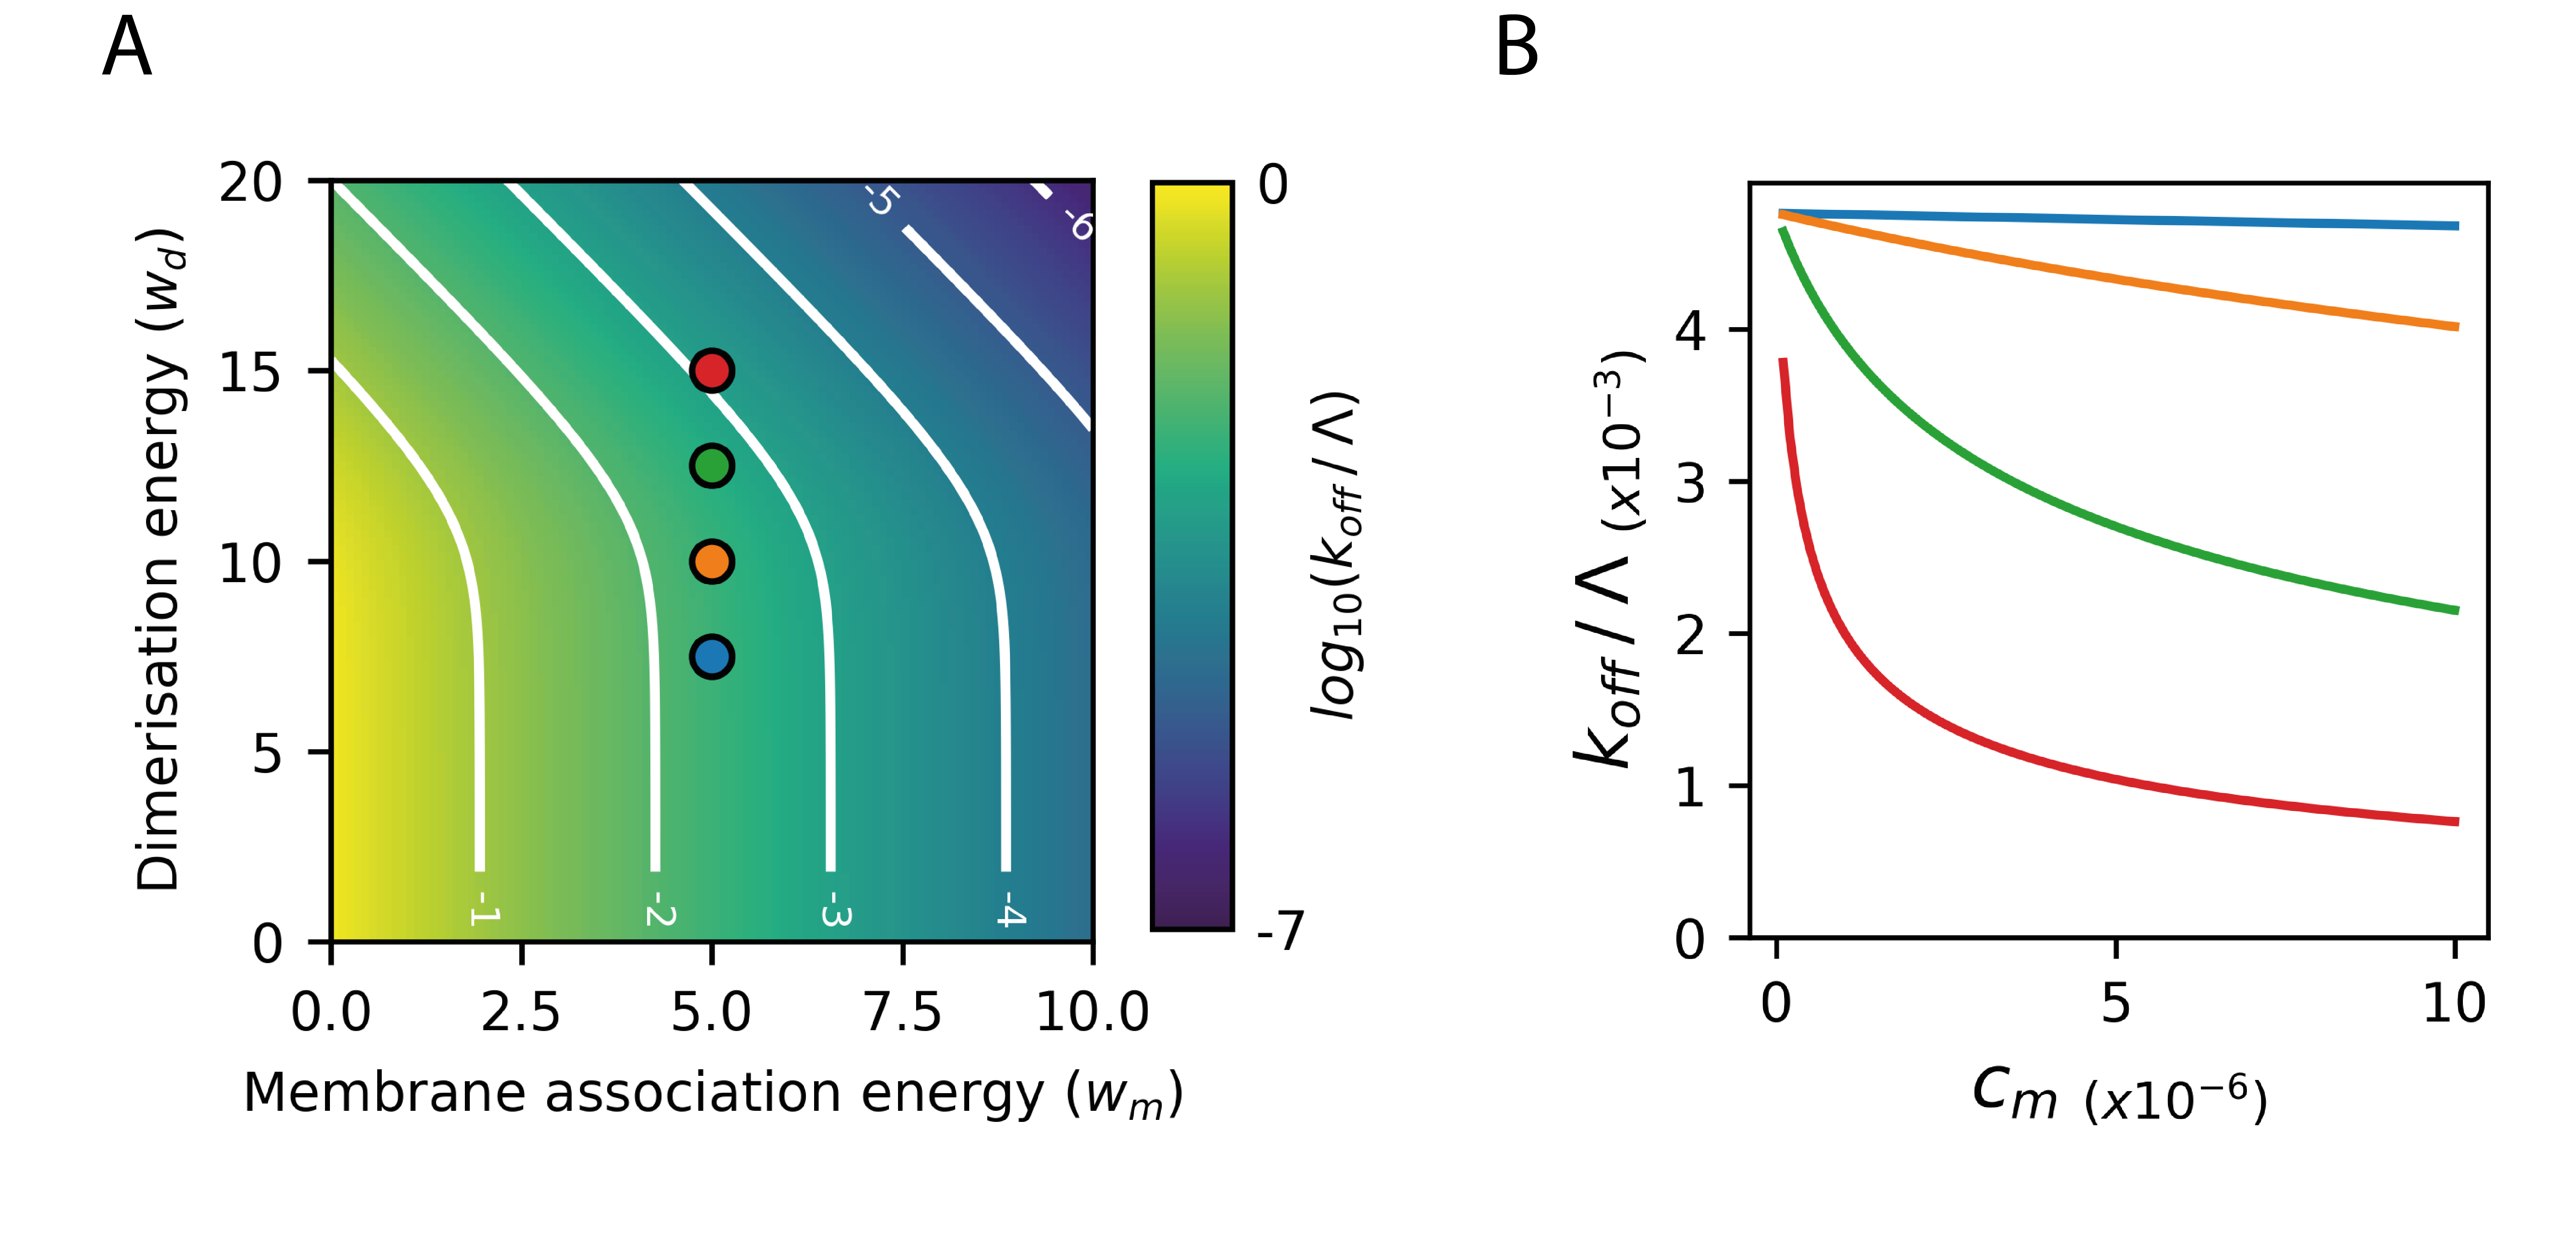 A
B
20
15
10
5
0
Dimerisation energy (w_d)
-1
-2
-3
-4
-5
-6
0.0 2.5 5.0 7.5 10.0
Membrane association energy (w_m)
0
-7
log10(k_off / Λ)
4
3
2
1
0
k_off / Λ (x10^−3)
0 5 10
c_m (x10^−6)